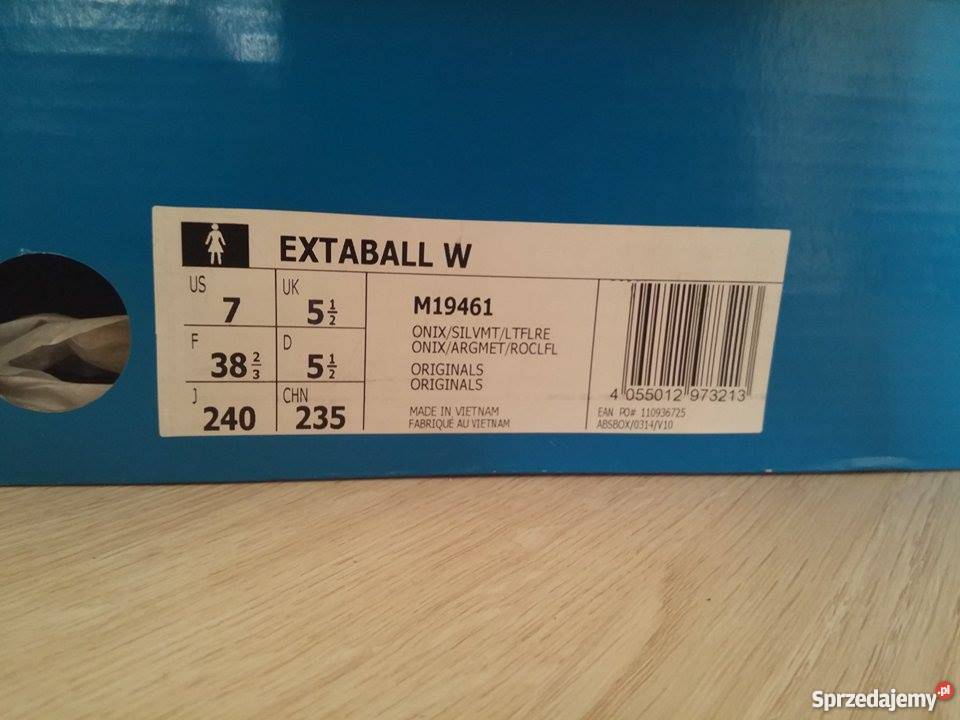 EXTABALL W
US 7 UK 5 1/2
F 38 2/3 D 5 1/2
J 240 CHN 235
M19461
ONIX/SILVMT/LTFLRE
ONIX/ARGMET/ROCLFL
ORIGINALS
ORIGINALS
MADE IN VIETNAM
FABRIQUE AU VIETNAM
4 055012 973213
EAN PO# 110936725
ABSBOX/0314/V10
Sprzedajemy.pl